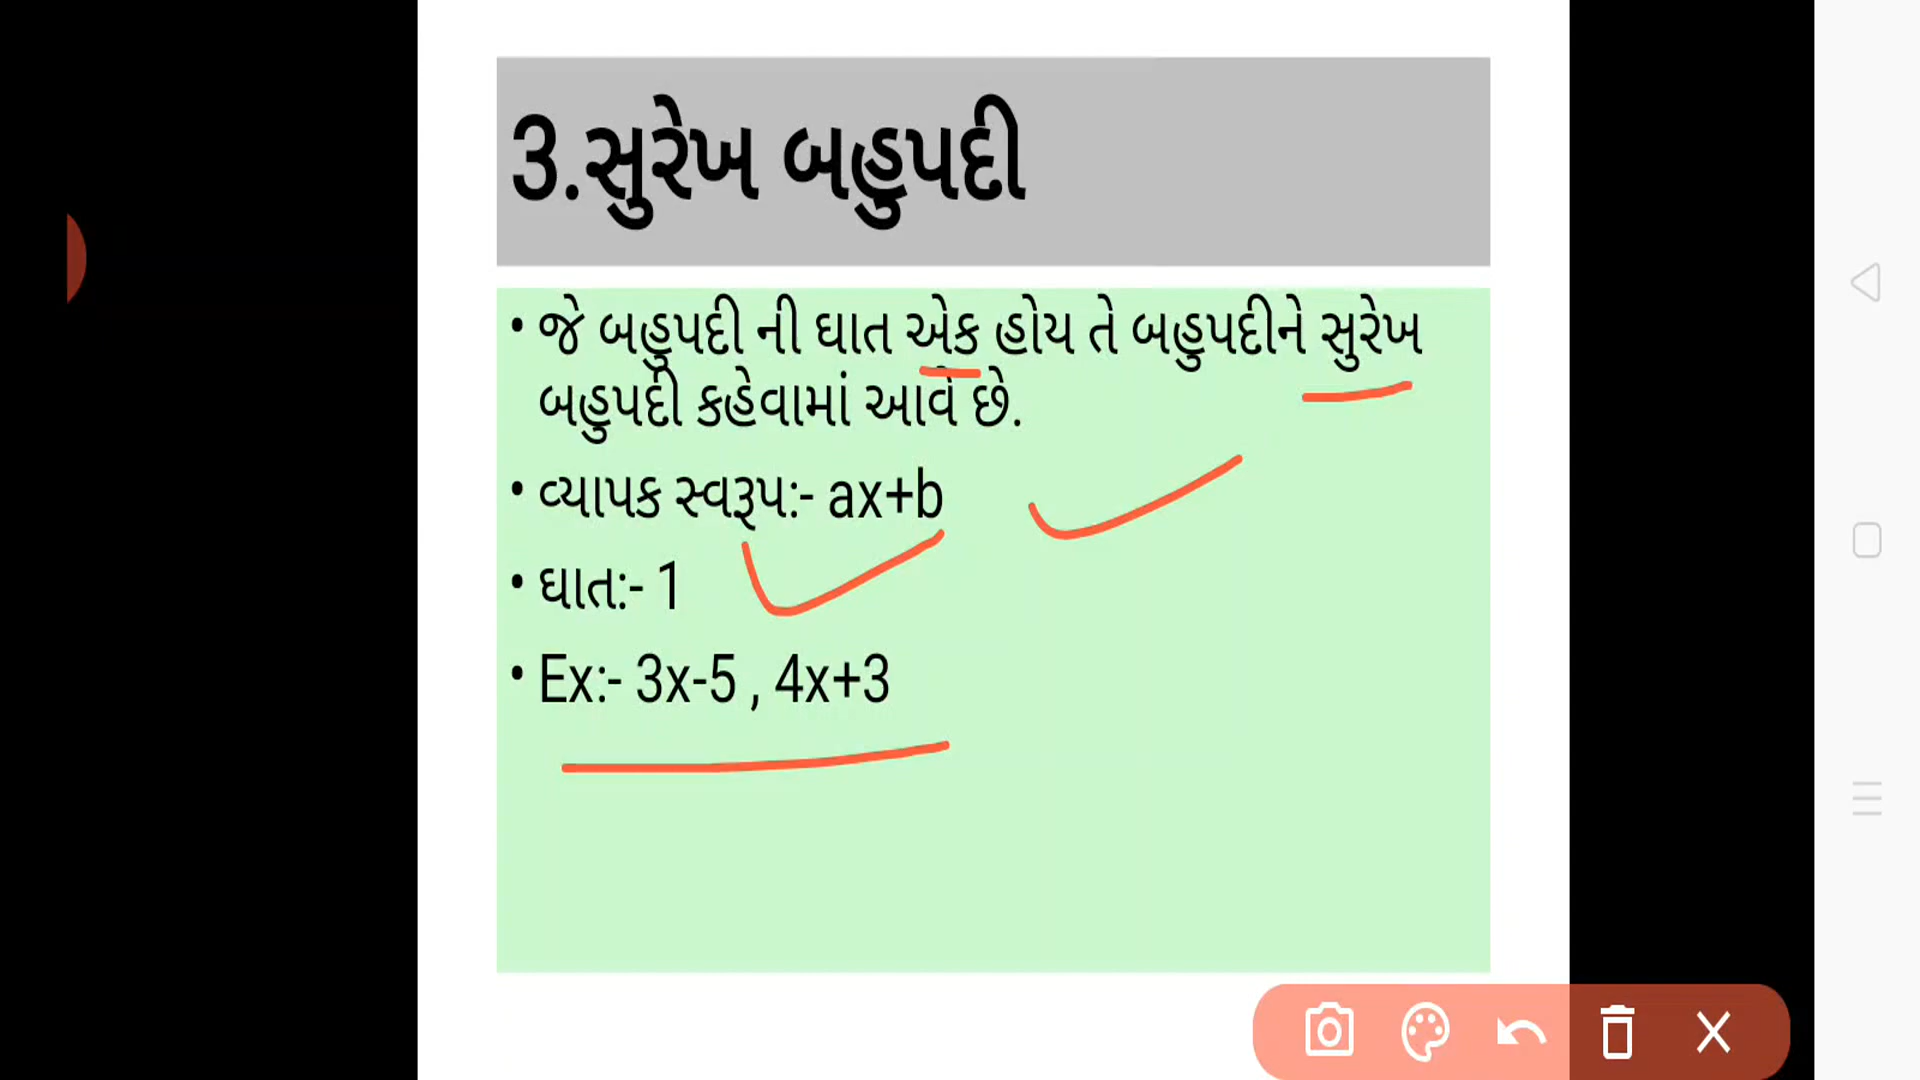 3.સુરેખ બહુપદી
• જે બહુપદી ની ઘાત એક હોય તે બહુપદીને સુરેખ
બહુપદી કહેવામાં આવે છે.
• વ્યાપક સ્વરૂપ:- ax+b
• ઘાત:- 1
• Ex:- 3x-5 , 4x+3